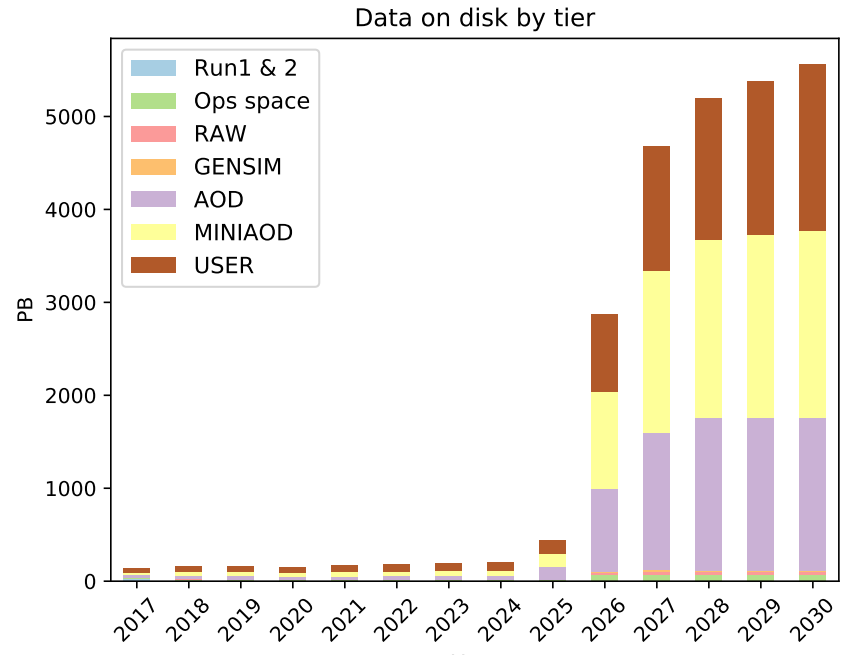 Data on disk by tier
Run1 & 2
Ops space
RAW
GENSIM
AOD
MINIAOD
USER
PB
5000
4000
3000
2000
1000
0
2017 2018 2019 2020 2021 2022 2023 2024 2025 2026 2027 2028 2029 2030